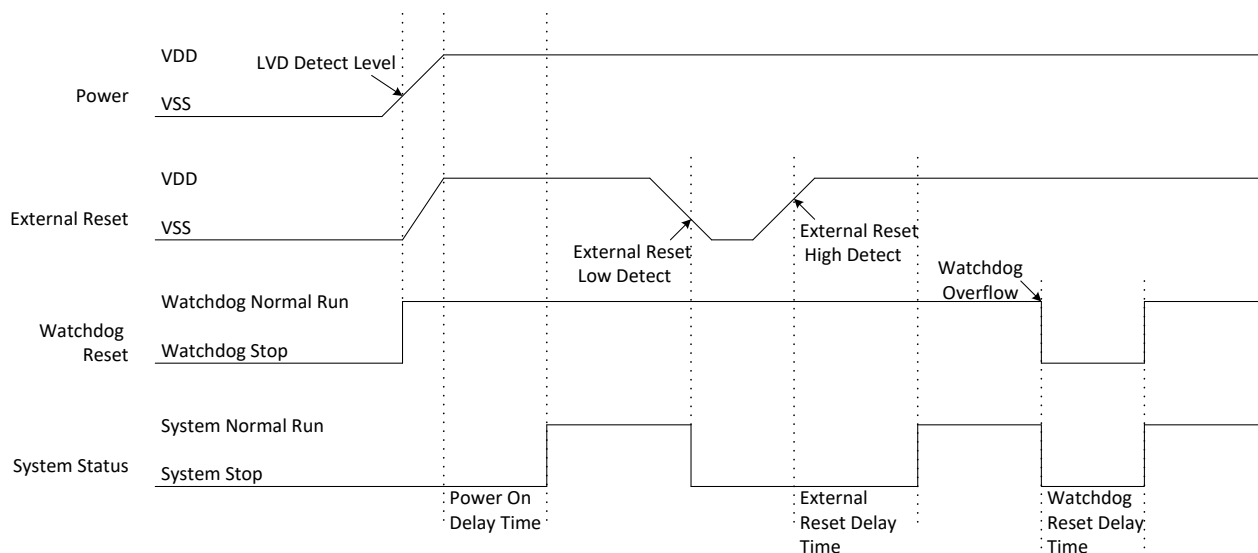 VDD
LVD Detect Level
Power
VSS
VDD
External Reset
VSS
External Reset
High Detect
External Reset
Low Detect
Watchdog
Overflow
Watchdog Normal Run
Watchdog
Reset
Watchdog Stop
System Normal Run
System Status
System Stop
Power On
Delay Time
External
Reset Delay
Time
Watchdog
Reset Delay
Time